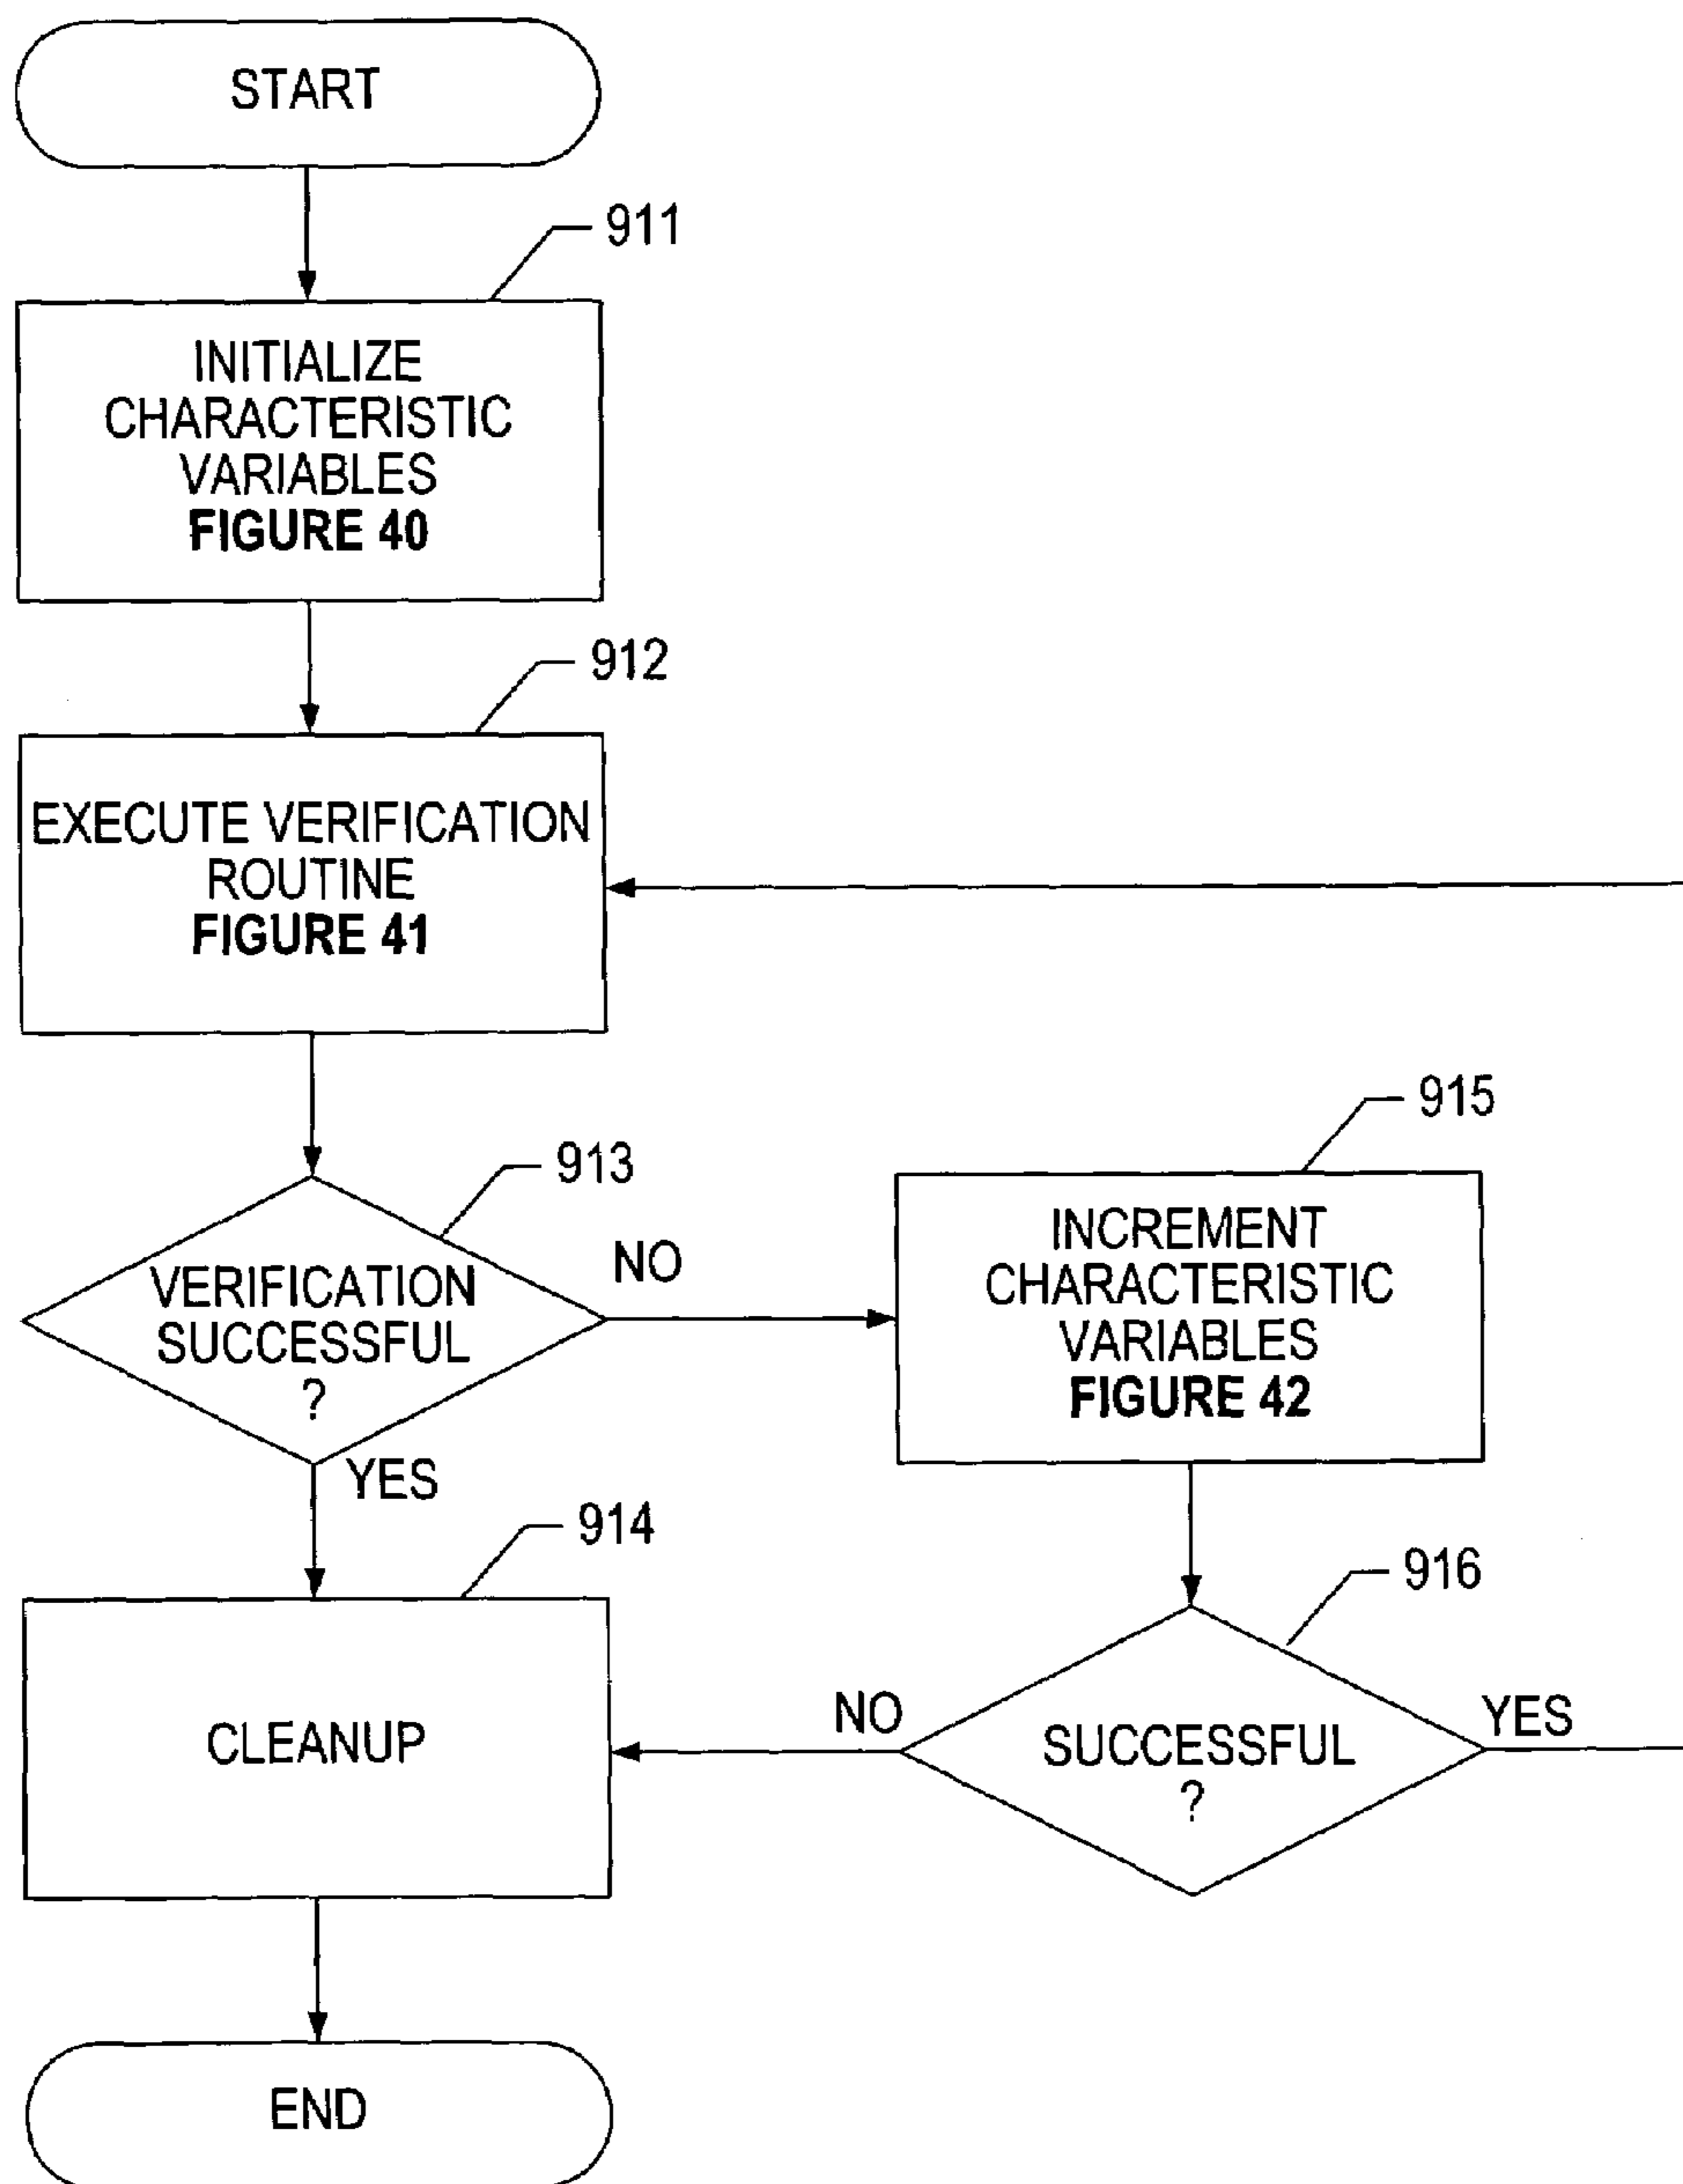 START
911
INITIALIZE
CHARACTERISTIC
VARIABLES
FIGURE 40
912
EXECUTE VERIFICATION
ROUTINE
FIGURE 41
913
VERIFICATION
SUCCESSFUL
?
NO
YES
915
INCREMENT
CHARACTERISTIC
VARIABLES
FIGURE 42
914
CLEANUP
916
SUCCESSFUL
?
NO
YES
END